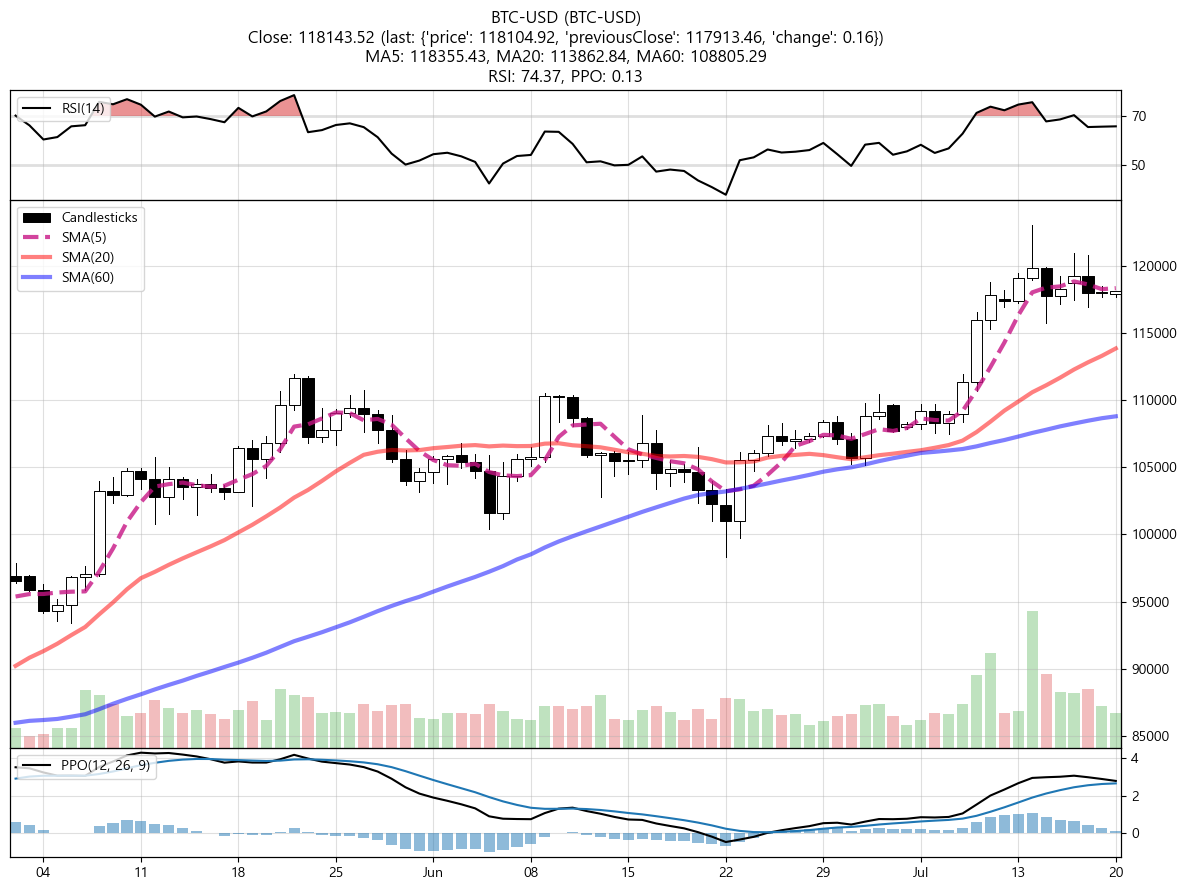 BTC-USD (BTC-USD)
Close: 118143.52 (last: {'price': 118104.92, 'previousClose': 117913.46, 'change': 0.16})
MA5: 118355.43, MA20: 113862.84, MA60: 108805.29
RSI: 74.37, PPO: 0.13
RSI(14)
70
50
Candlesticks
SMA(5)
SMA(20)
SMA(60)
120000
115000
110000
105000
100000
95000
90000
85000
PPO(12, 26, 9)
4
2
0
04 11 18 25 Jun 08 15 22 29 Jul 13 20